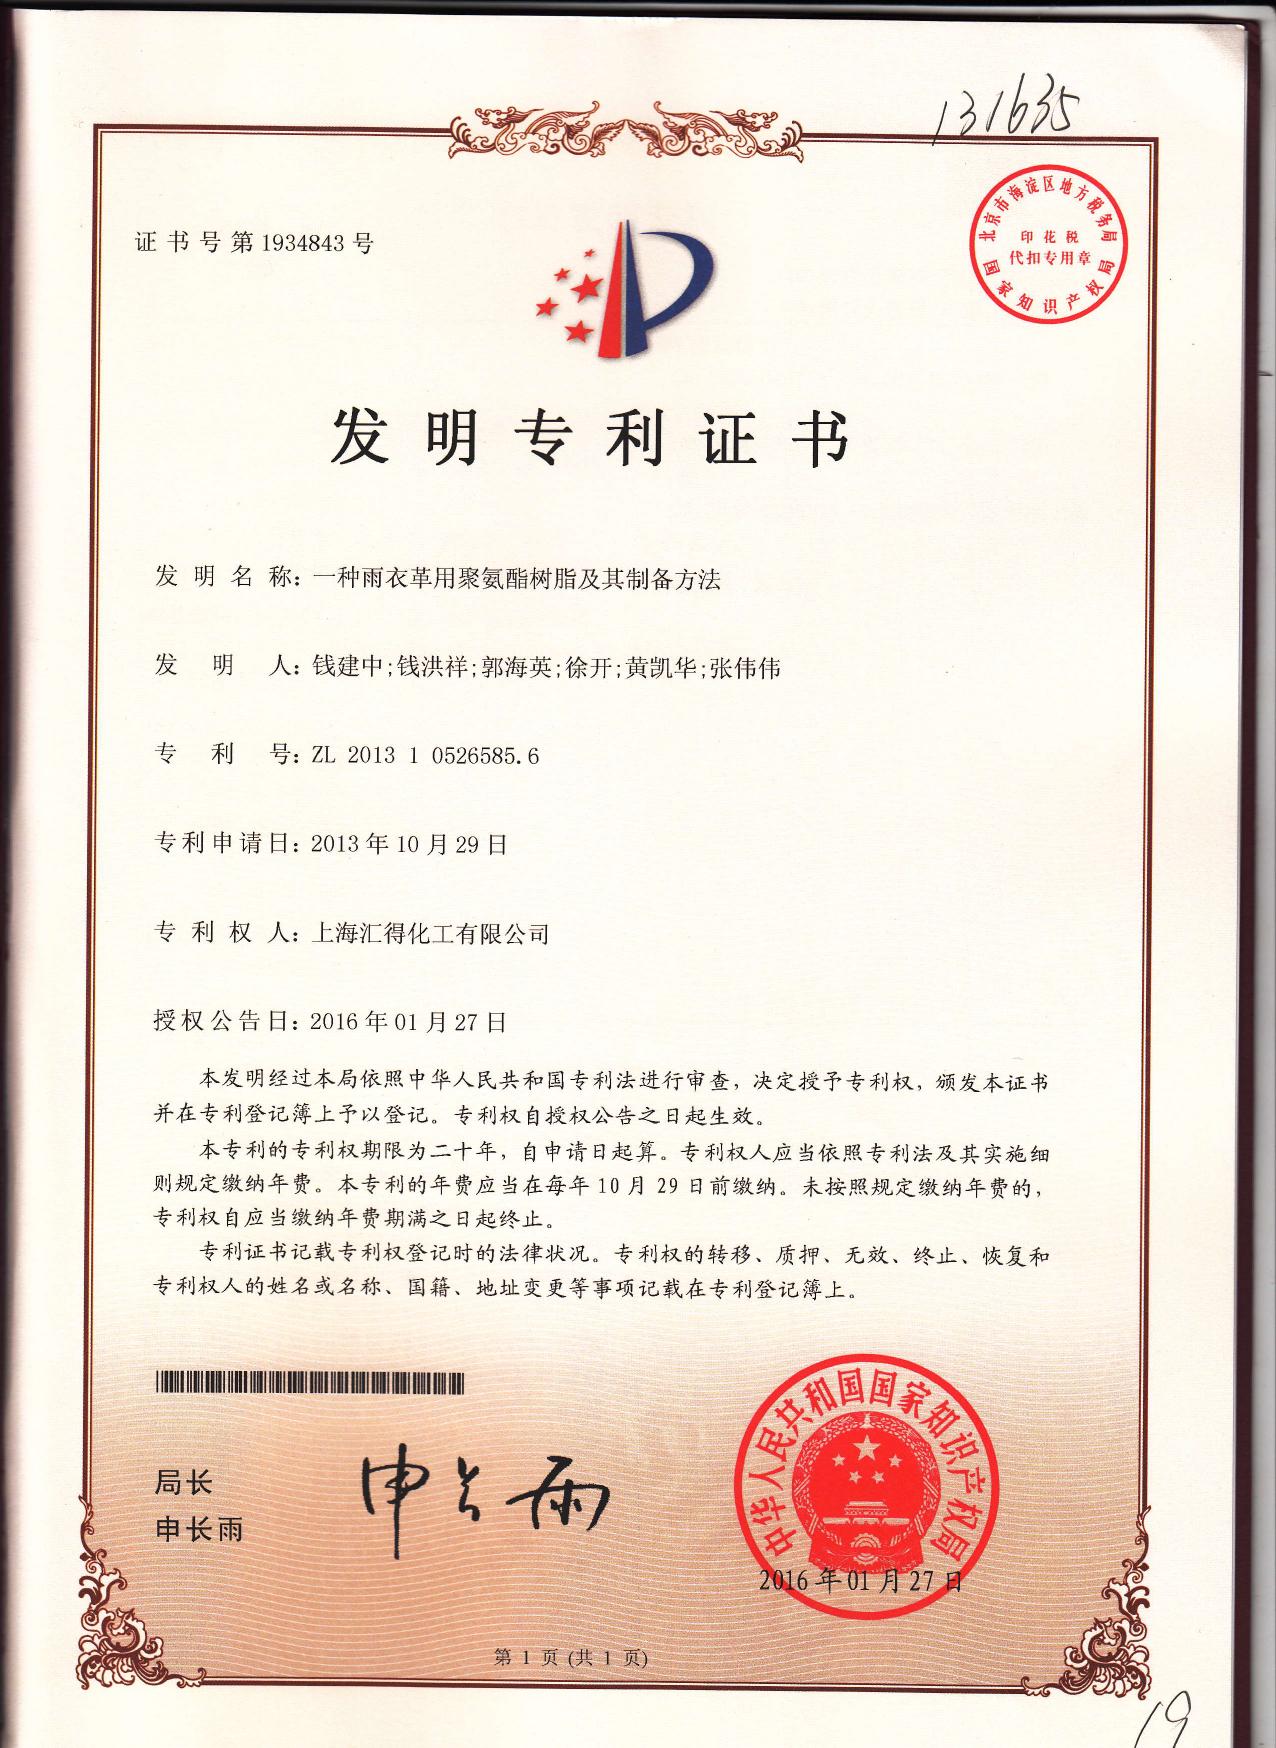 131635
北京市海淀区地方税务局
印花税
代扣专用章
国家知识产权局
证书号第1934843号
发明专利证书
发明名称：一种雨衣革用聚氨酯树脂及其制备方法
发明人：钱建中;钱洪祥;郭海英;徐开;黄凯华;张伟伟
专利号：ZL 2013 1 0526585.6
专利申请日：2013年10月29日
专利权人：上海汇得化工有限公司
授权公告日：2016年01月27日
本发明经过本局依照中华人民共和国专利法进行审查，决定授予专利权，颁发本证书
并在专利登记簿上予以登记。专利权自授权公告之日起生效。
本专利的专利权期限为二十年，自申请日起算。专利权人应当依照专利法及其实施细
则规定缴纳年费。本专利的年费应当在每年10月29日前缴纳。未按照规定缴纳年费的，
专利权自应当缴纳年费期满之日起终止。
专利证书记载专利权登记时的法律状况。专利权的转移、质押、无效、终止、恢复和
专利权人的姓名或名称、国籍、地址变更等事项记载在专利登记簿上。
局长
申长雨
申长雨
中华人民共和国国家知识产权局
2016年01月27日
第1页(共1页)
19